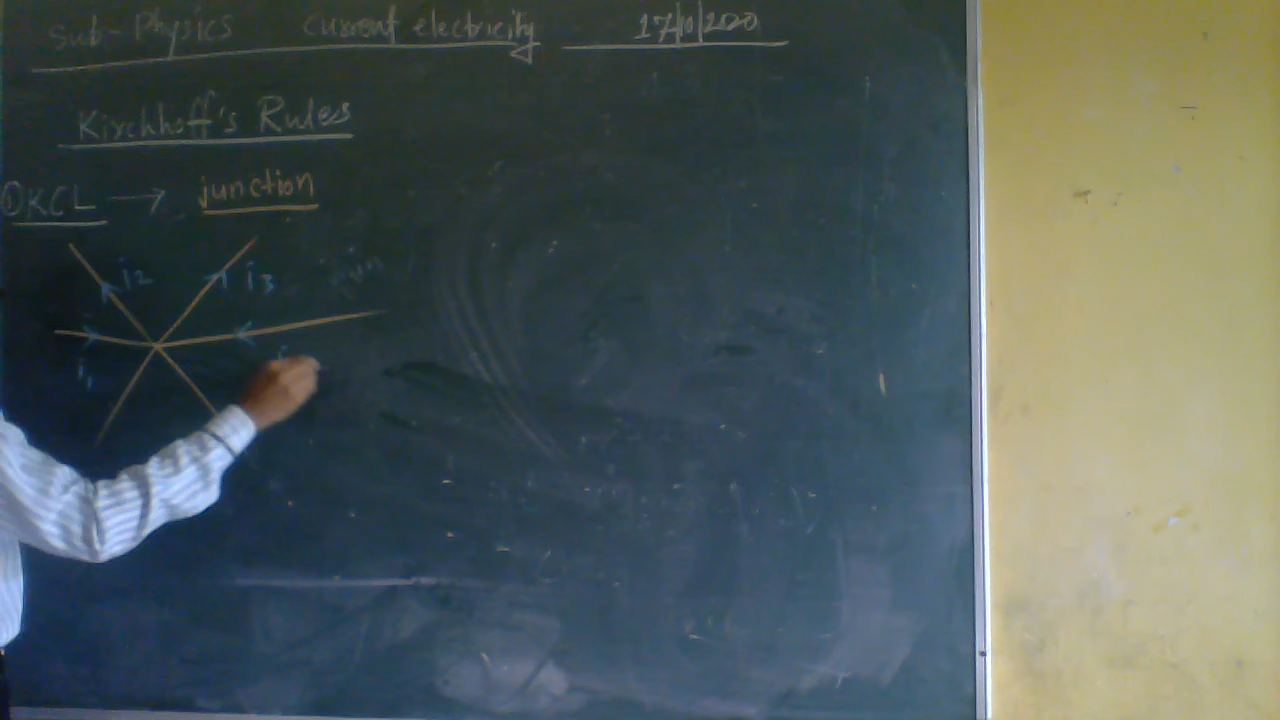 Sub-Physics Current electricity 17/10/2020
Kirchhoff's Rules
① KCL → junction
i2 i3
i1